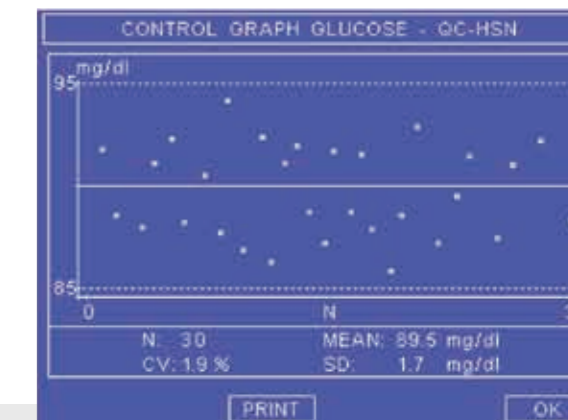 CONTROL GRAPH GLUCOSE - QC-HSN
mg/dl
95
85
0 N
N: 30 MEAN: 89.5 mg/dl
CV: 1.9 % SD: 1.7 mg/dl
PRINT OK